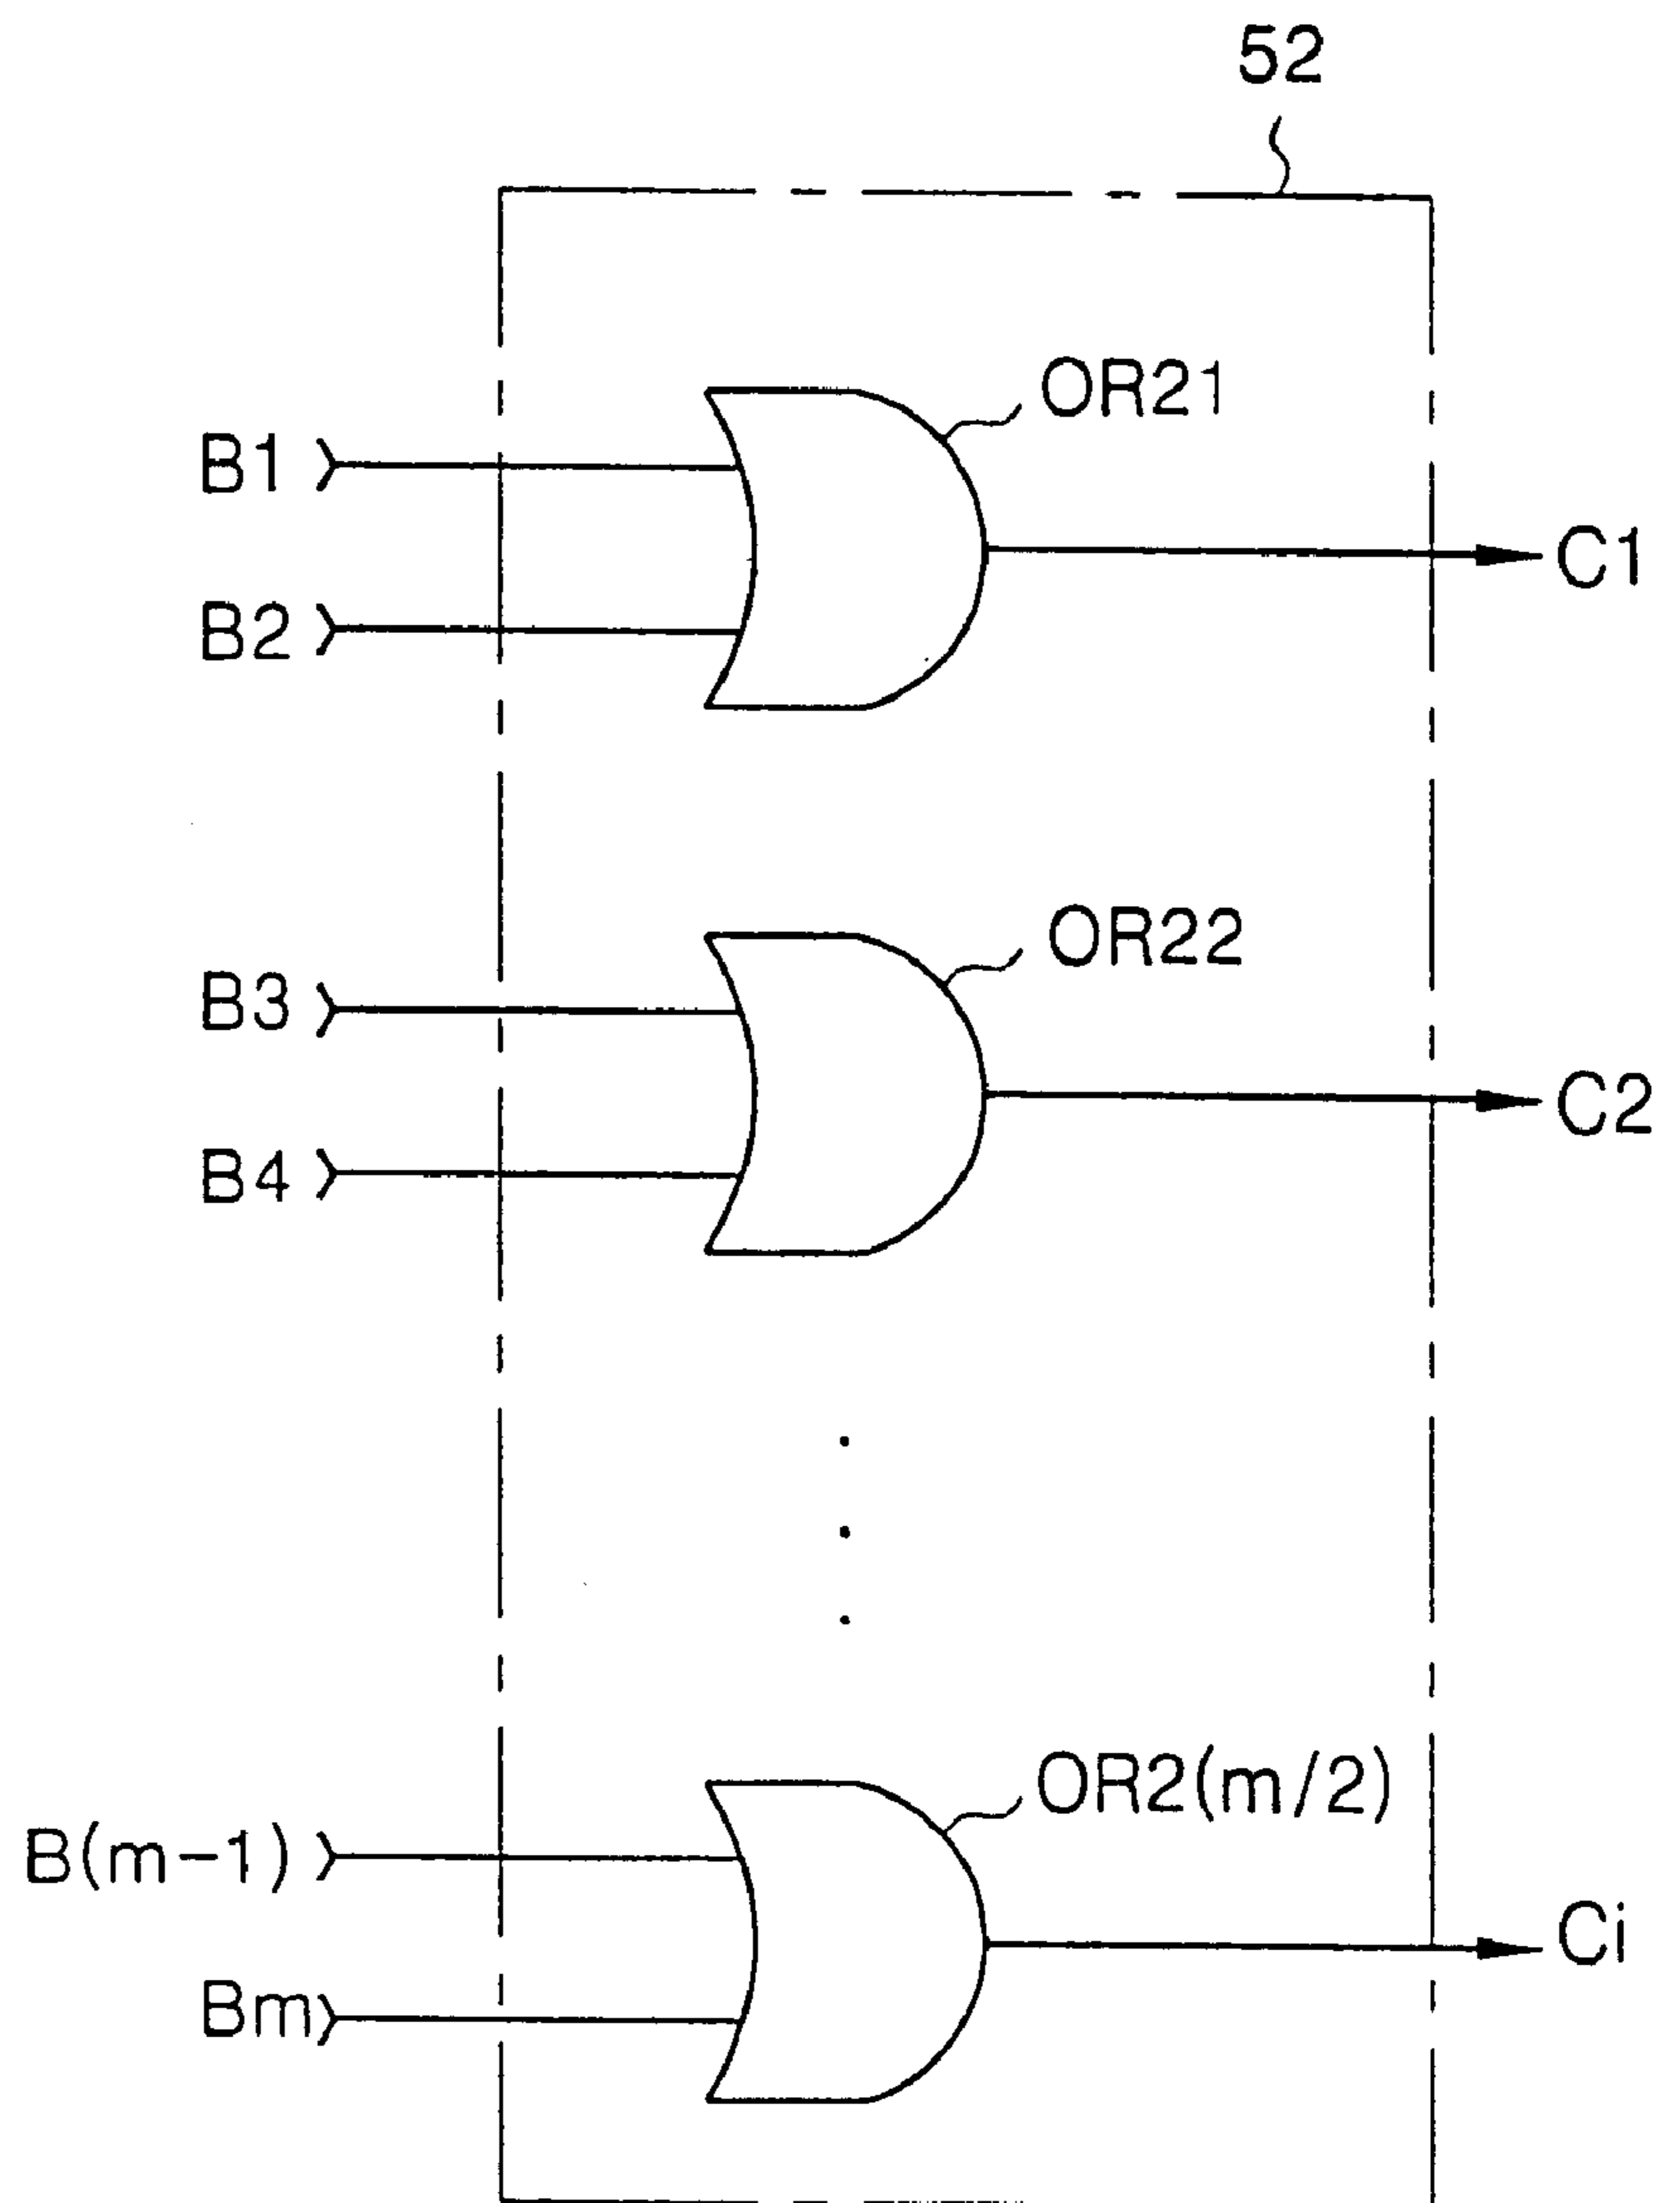 52
OR21
B1
B2
C1
OR22
B3
B4
C2
OR2(m/2)
B(m-1)
Bm
Ci